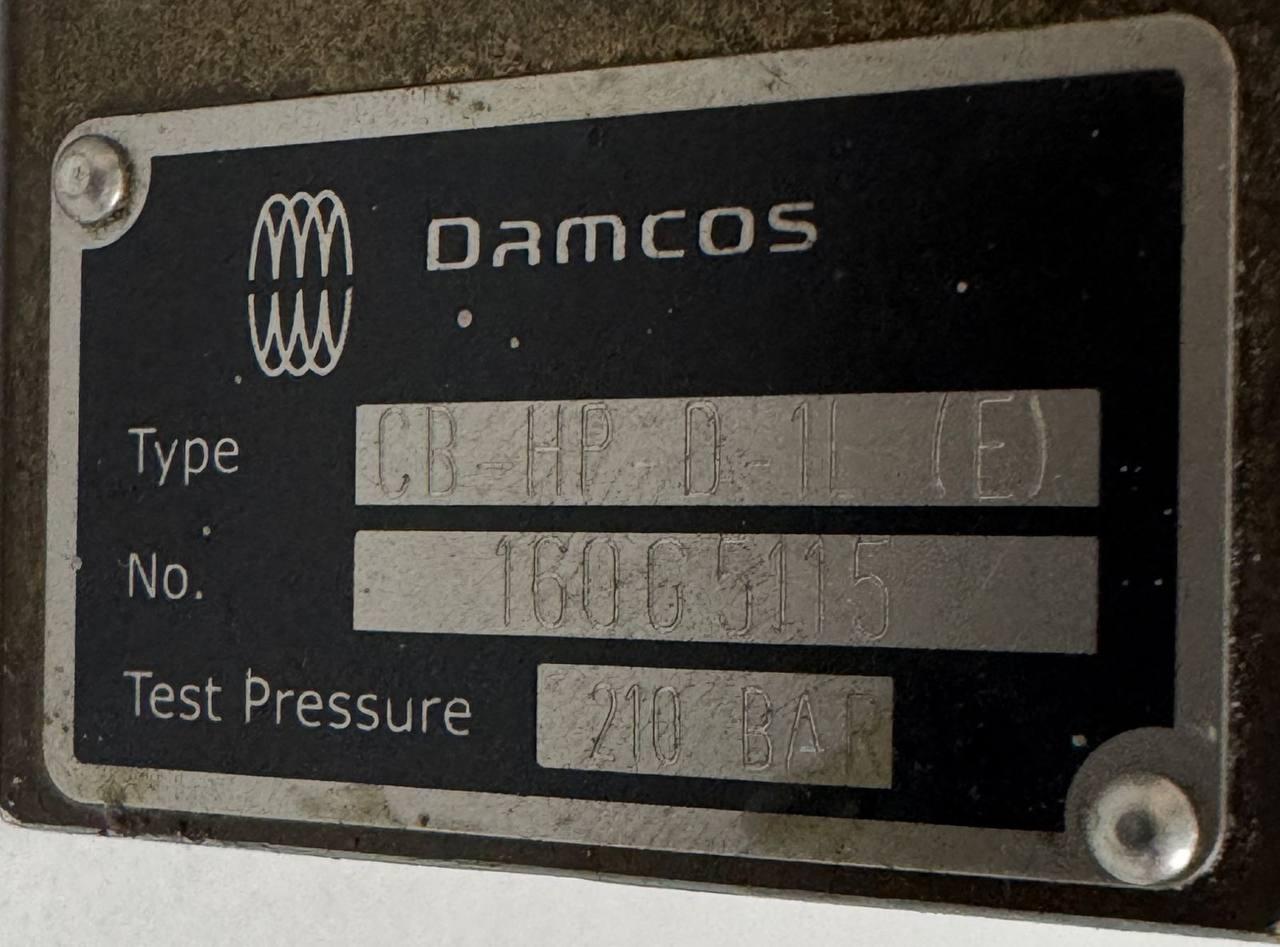 DAMCOS
Type CB-HP-D-1L (E)
No. 160G5115
Test Pressure 210 BAR